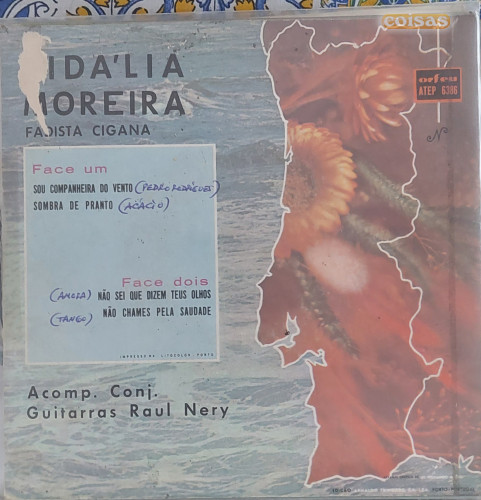 coisas
IDA'LIA
MOREIRA
FADISTA CIGANA
orfeu
ATEP 6386
Nº
Face um
SOU COMPANHEIRA DO VENTO (PEDRO RODRIGUES)
SOMBRA DE PRANTO (ACÁCIO)
Face dois
(AMORA) NÃO SEI QUE DIZEM TEUS OLHOS
(TANGO) NÃO CHAMES PELA SAUDADE
Acomp. Conj.
Guitarras Raul Nery